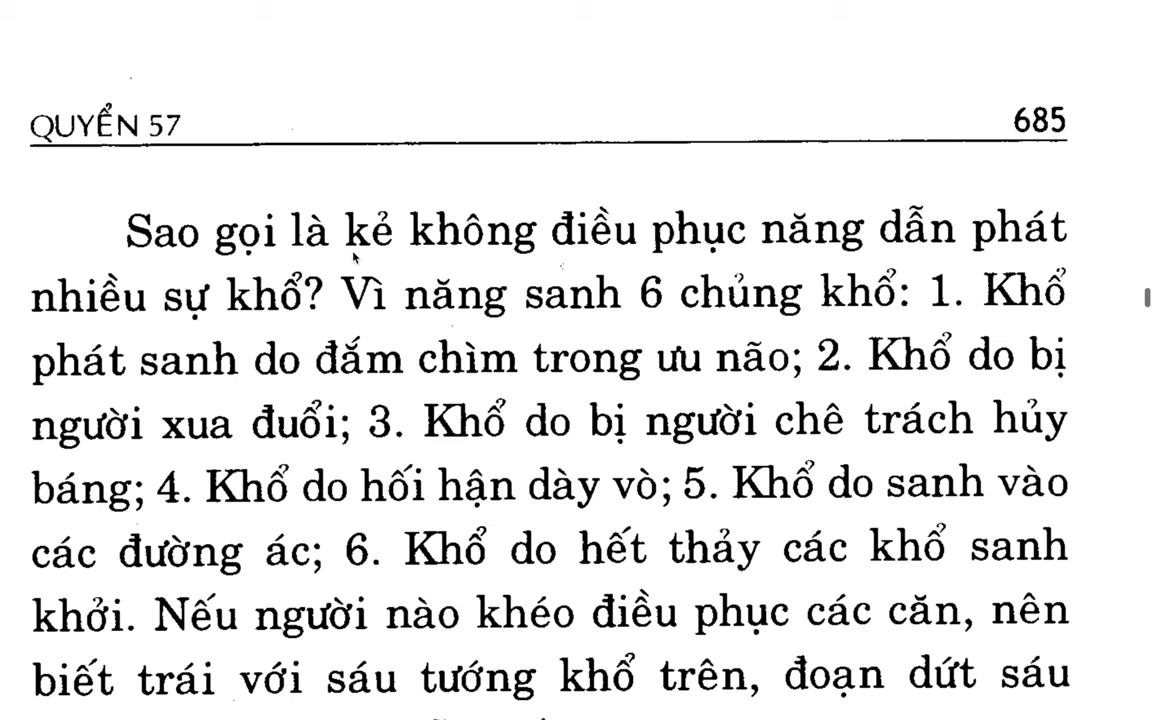 QUYỂN 57 685
Sao gọi là kẻ không điều phục năng dẫn phát
nhiều sự khổ? Vì năng sanh 6 chủng khổ: 1. Khổ
phát sanh do đắm chìm trong ưu não; 2. Khổ do bị
người xua đuổi; 3. Khổ do bị người chê trách hủy
báng; 4. Khổ do hối hận dày vò; 5. Khổ do sanh vào
các đường ác; 6. Khổ do hết thảy các khổ sanh
khởi. Nếu người nào khéo điều phục các căn, nên
biết trái với sáu tướng khổ trên, đoạn dứt sáu